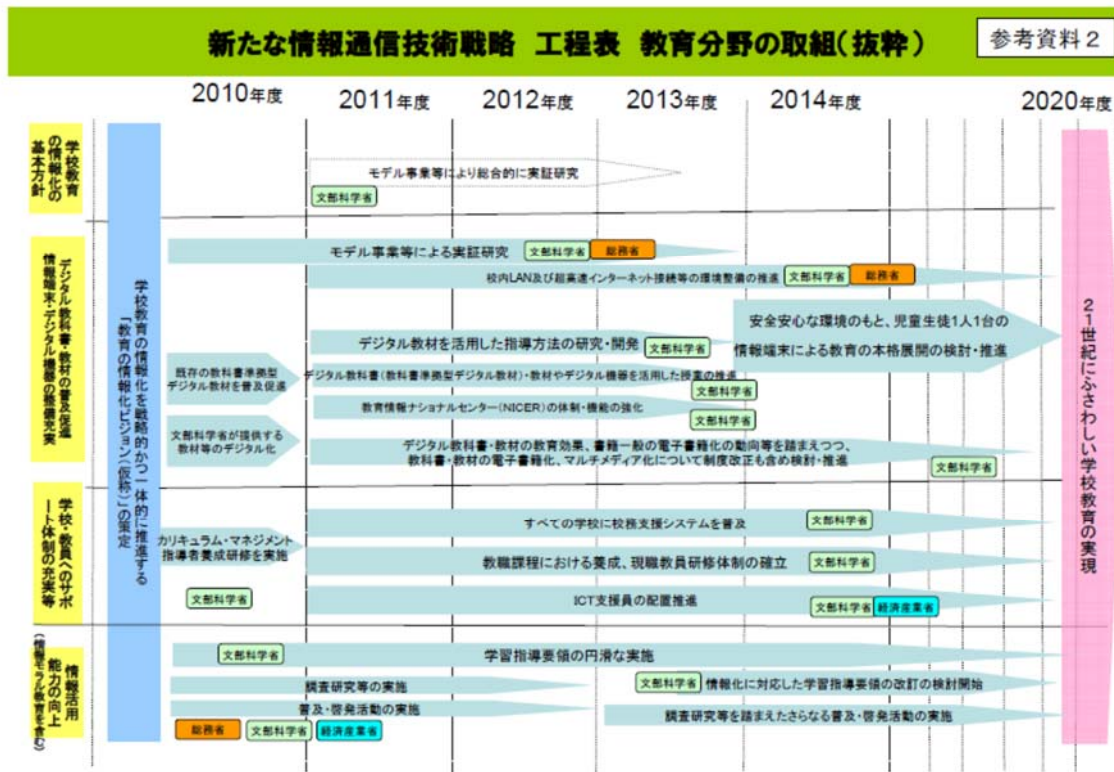 新たな情報通信技術戦略 工程表 教育分野の取組(抜粋)
参考資料2
2010年度
2011年度
2012年度
2013年度
2014年度
2020年度
学校教育
の情報化の
基本方針
モデル事業等により総合的に実証研究
文部科学省
「教育の情報化ビジョン(仮称)」の策定
学校教育の情報化を戦略的かつ一体的に推進する
21世紀にふさわしい学校教育の実現
デジタル教科書・教材の普及促進
情報端末・デジタル機器の整備充実
モデル事業等による実証研究
文部科学省
総務省
校内LAN及び超高速インターネット接続等の環境整備の推進
文部科学省
総務省
安全安心な環境のもと、児童生徒1人1台の
情報端末による教育の本格展開の検討・推進
デジタル教材を活用した指導方法の研究・開発
文部科学省
既存の教科書準拠型
デジタル教材を普及促進
デジタル教科書(教科書準拠型デジタル教材)・教材やデジタル機器を活用した授業の推進
文部科学省
教育情報ナショナルセンター(NICER)の体制・機能の強化
文部科学省
文部科学省が提供する
教材等のデジタル化
デジタル教科書・教材の教育効果、書籍一般の電子書籍化の動向等を踏まえつつ、
教科書・教材の電子書籍化、マルチメディア化について制度改正も含め検討・推進
文部科学省
学校・教員へのサポ
ート体制の充実等
すべての学校に校務支援システムを普及
文部科学省
カリキュラム・マネジメント
指導者養成研修を実施
文部科学省
教職課程における養成、現職教員研修体制の確立
文部科学省
ICT支援員の配置推進
文部科学省
経済産業省
情報活用
能力の向上
(情報モラル教育を含む)
文部科学省
学習指導要領の円滑な実施
調査研究等の実施
文部科学省
情報化に対応した学習指導要領の改訂の検討開始
普及・啓発活動の実施
調査研究等を踏まえたさらなる普及・啓発活動の実施
総務省
文部科学省
経済産業省